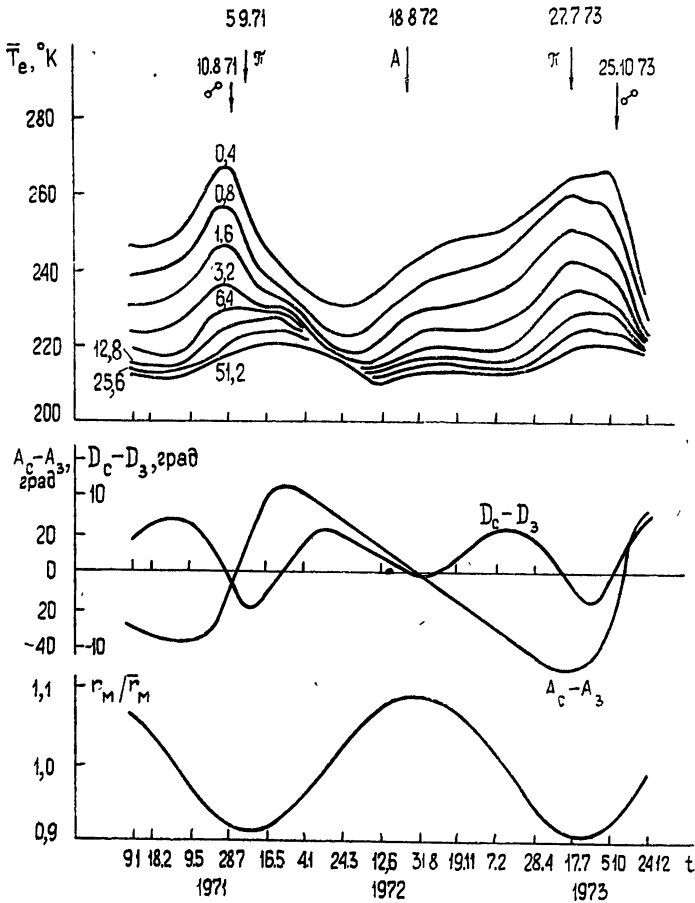 5 9.71 18 8 72 27.7 73
T̄e, °K 10.8 71 π A π 25.10 73
☍ ☍
280
260
240
220
200
0,4
0,8
1,6
3,2
6,4
12,8
25,6
51,2
Ac-Aз, град Dc-Dз, град
10
20
0
20
-40 -10
Dc-Dз
Ac-Aз
rм/r̄м
1,1
1,0
0,9
9 1 18.2 9.5 28 7 16.5 4.1 24.3 12,6 31 8 19.11 7.2 28.4 17.7 5 10 24 12 t
1971 1972 1973